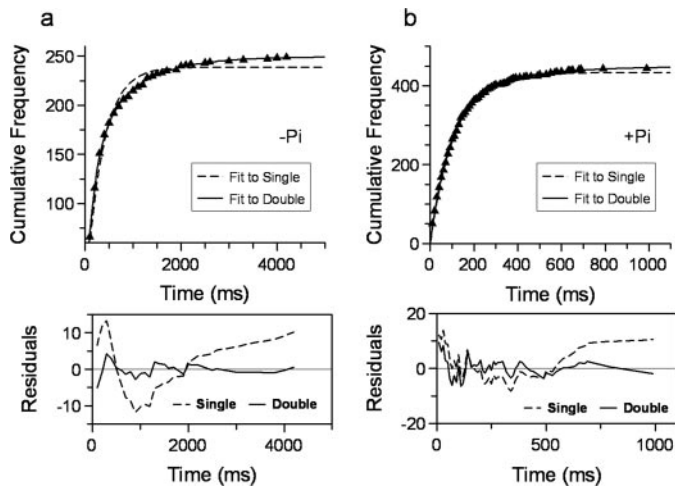 a
Cumulative Frequency
250
200
150
100
0
2000
4000
Time (ms)
-Pi
Fit to Single
Fit to Double
b
Cumulative Frequency
400
200
0
0
200
400
600
800
1000
Time (ms)
+Pi
Fit to Single
Fit to Double
Residuals
10
0
-10
0
2000
4000
Time (ms)
Single
Double
Residuals
20
0
-20
0
500
1000
Time (ms)
Single
Double